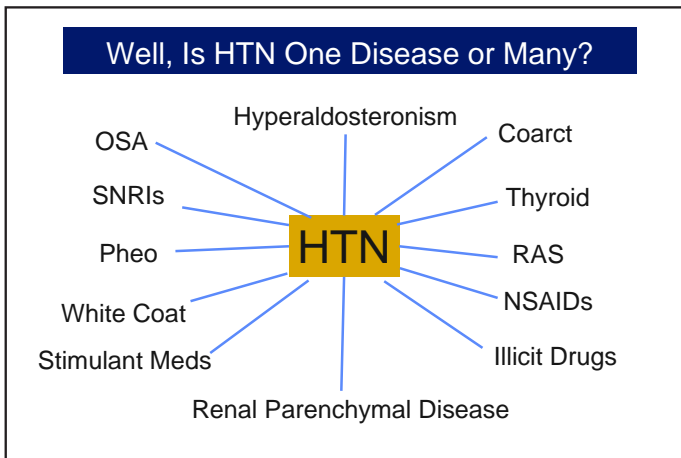 Well, Is HTN One Disease or Many?
Hyperaldosteronism
OSA
Coarct
SNRIs
Thyroid
HTN
Pheo
RAS
White Coat
NSAIDs
Stimulant Meds
Illicit Drugs
Renal Parenchymal Disease